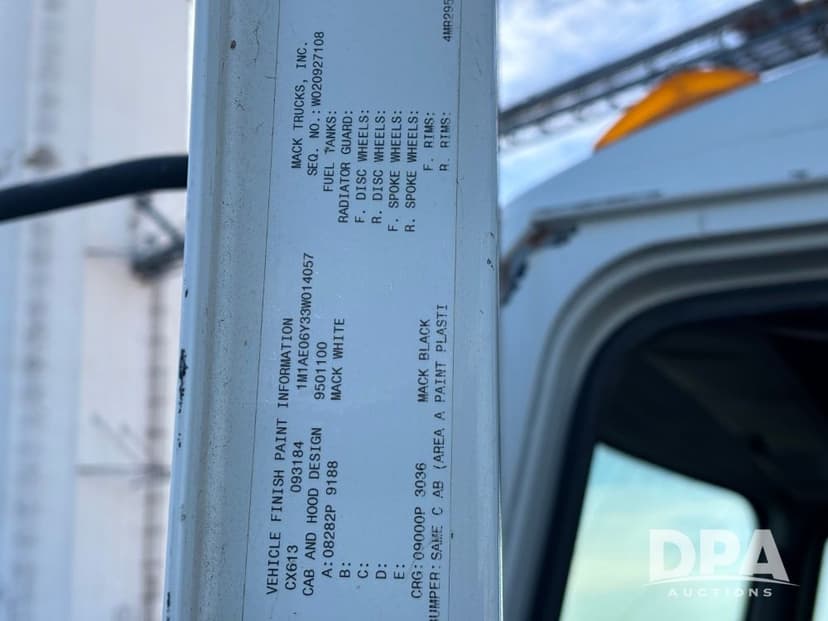 VEHICLE FINISH PAINT INFORMATION MACK TRUCKS, INC.
CX613 093184 1M1AE06Y33W014057 SEQ. NO.: W020927108
CAB AND HOOD DESIGN 9501100 FUEL TANKS:
A: 08282P 9188 MACK WHITE RADIATOR GUARD:
B: F. DISC WHEELS:
C: R. DISC WHEELS:
D: F. SPOKE WHEELS:
E: R. SPOKE WHEELS:
CRG: 09000P 3036 MACK BLACK F. RIMS:
BUMPER: SAME C AB (AREA A PAINT PLASTI R. RIMS:
4MR295
DPA
AUCTIONS